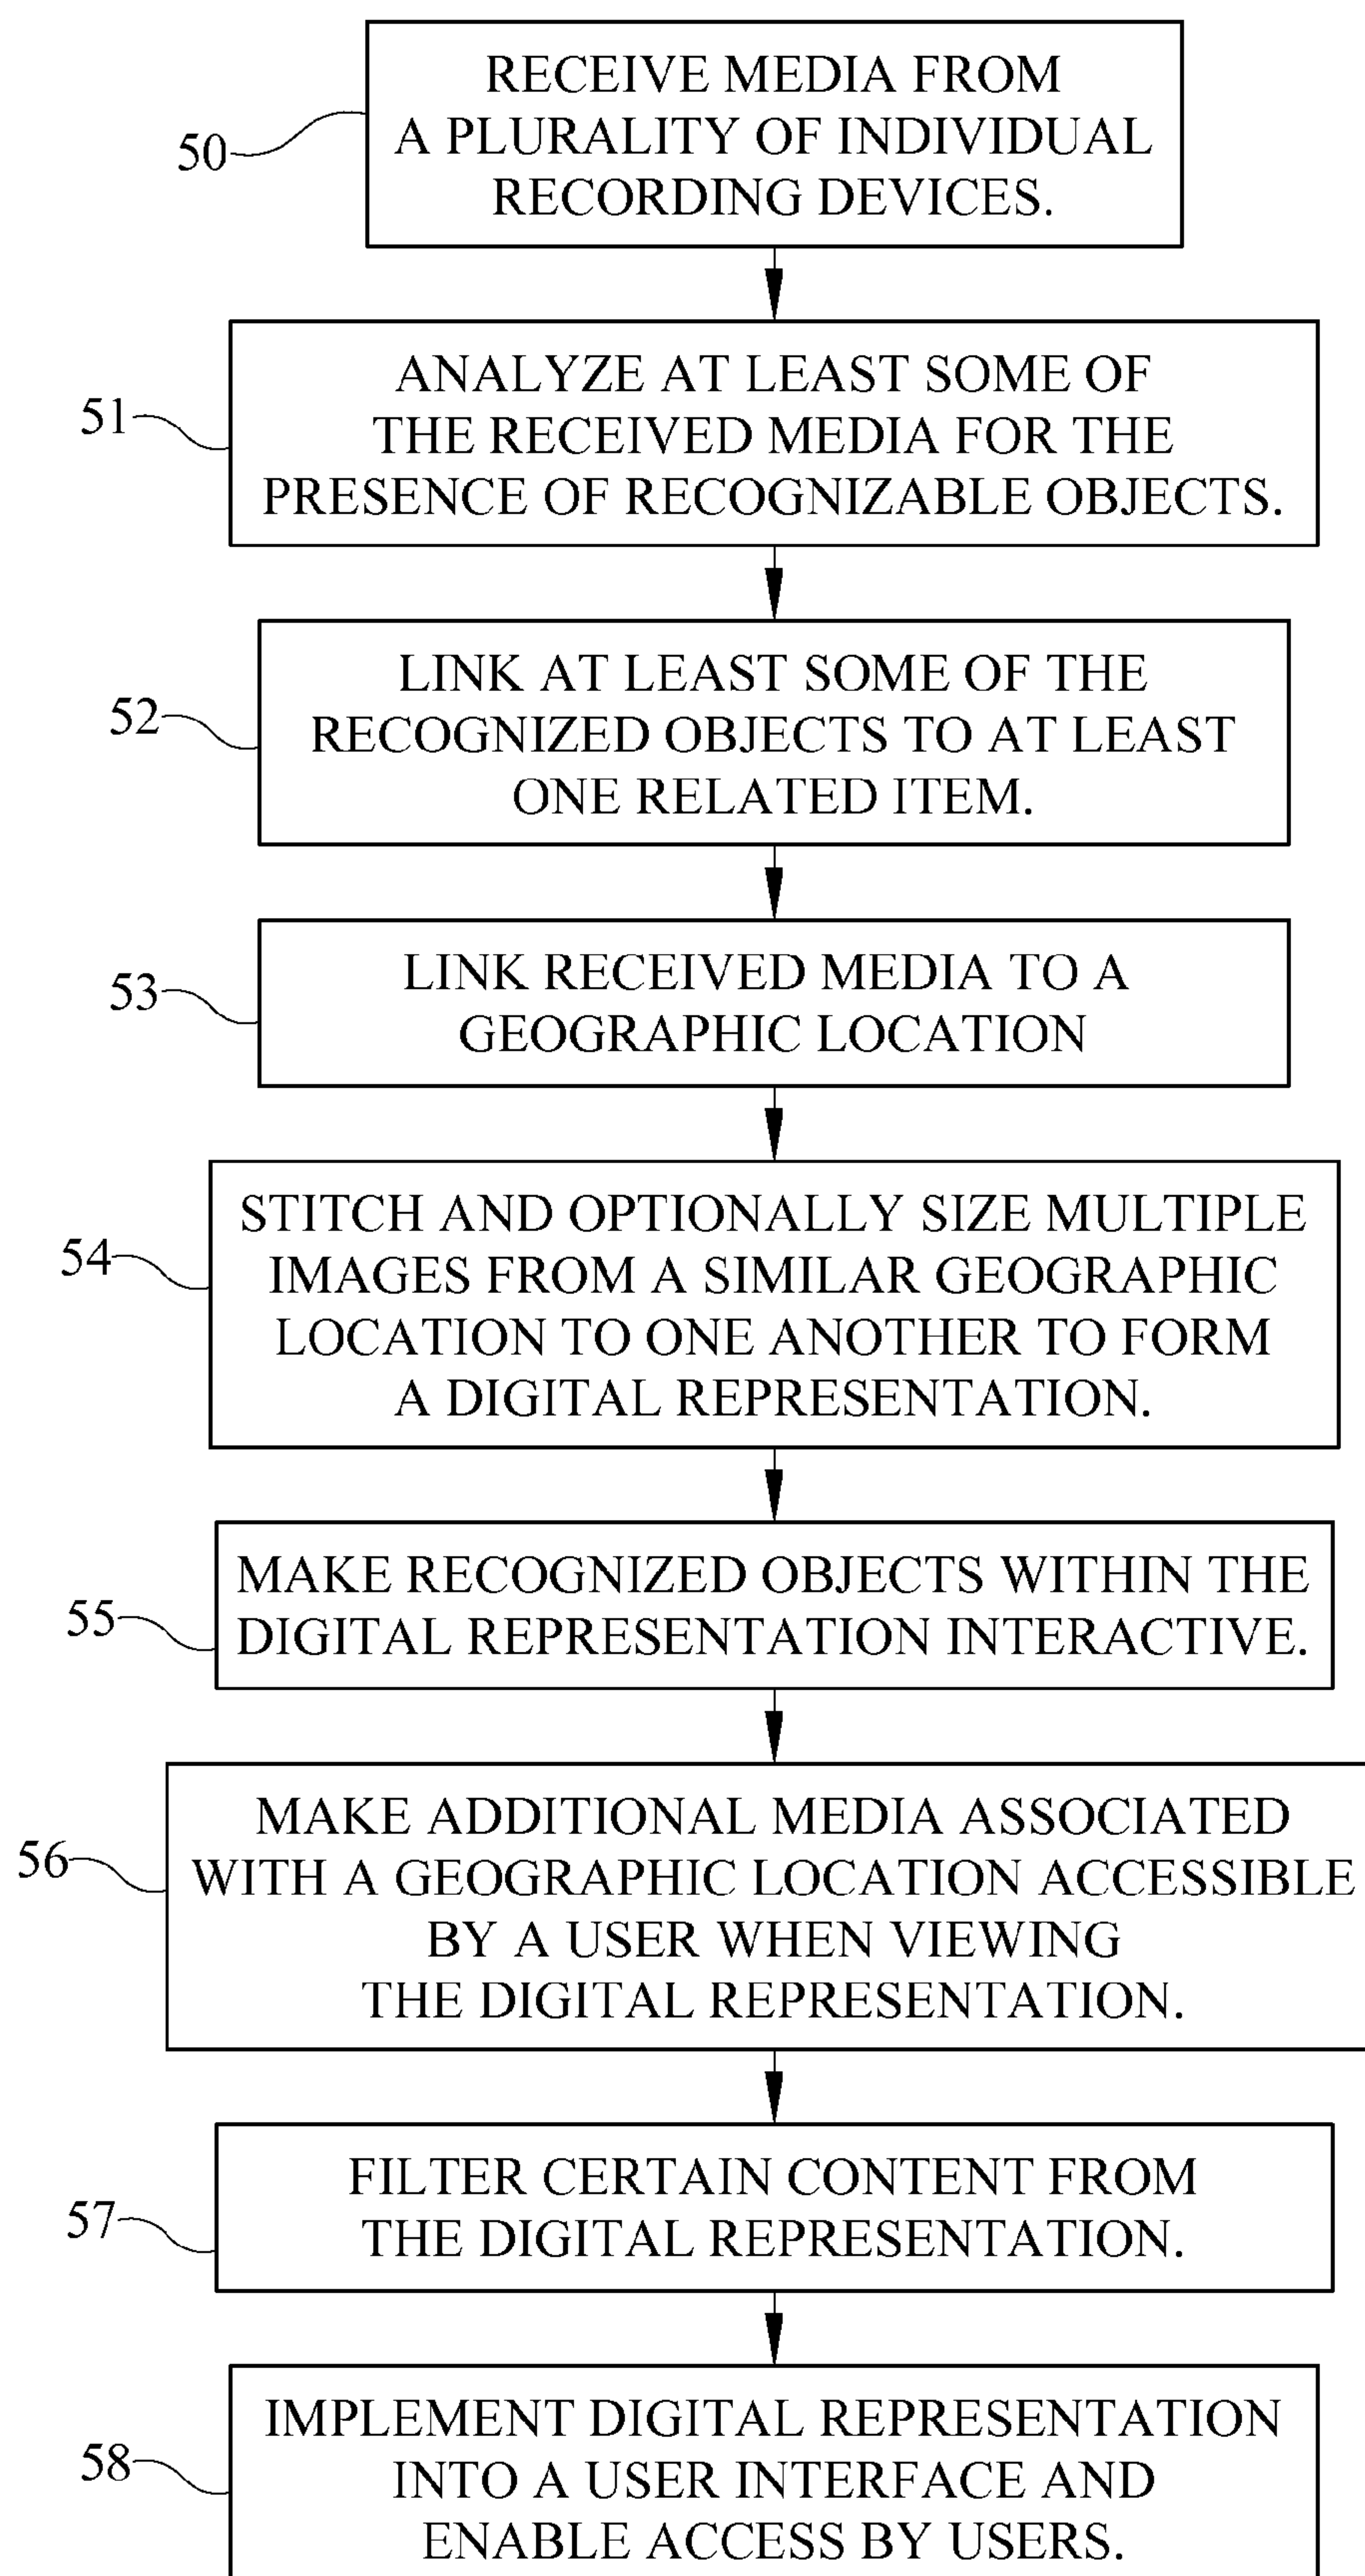 50
RECEIVE MEDIA FROM
A PLURALITY OF INDIVIDUAL
RECORDING DEVICES.
51
ANALYZE AT LEAST SOME OF
THE RECEIVED MEDIA FOR THE
PRESENCE OF RECOGNIZABLE OBJECTS.
52
LINK AT LEAST SOME OF THE
RECOGNIZED OBJECTS TO AT LEAST
ONE RELATED ITEM.
53
LINK RECEIVED MEDIA TO A
GEOGRAPHIC LOCATION
54
STITCH AND OPTIONALLY SIZE MULTIPLE
IMAGES FROM A SIMILAR GEOGRAPHIC
LOCATION TO ONE ANOTHER TO FORM
A DIGITAL REPRESENTATION.
55
MAKE RECOGNIZED OBJECTS WITHIN THE
DIGITAL REPRESENTATION INTERACTIVE.
56
MAKE ADDITIONAL MEDIA ASSOCIATED
WITH A GEOGRAPHIC LOCATION ACCESSIBLE
BY A USER WHEN VIEWING
THE DIGITAL REPRESENTATION.
57
FILTER CERTAIN CONTENT FROM
THE DIGITAL REPRESENTATION.
58
IMPLEMENT DIGITAL REPRESENTATION
INTO A USER INTERFACE AND
ENABLE ACCESS BY USERS.